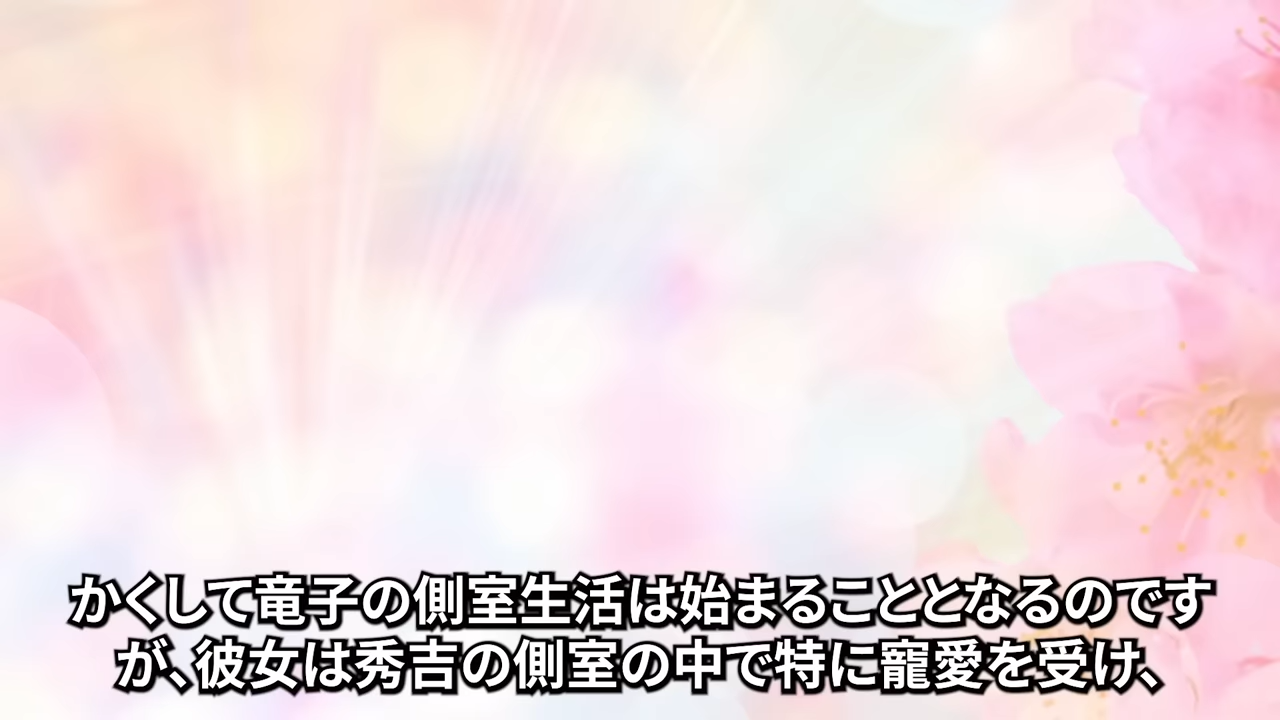 かくして竜子の側室生活は始まることとなるのです
が、彼女は秀吉の側室の中で特に寵愛を受け、